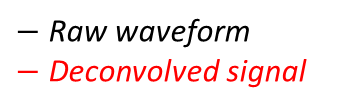 — Raw waveform
— Deconvolved signal